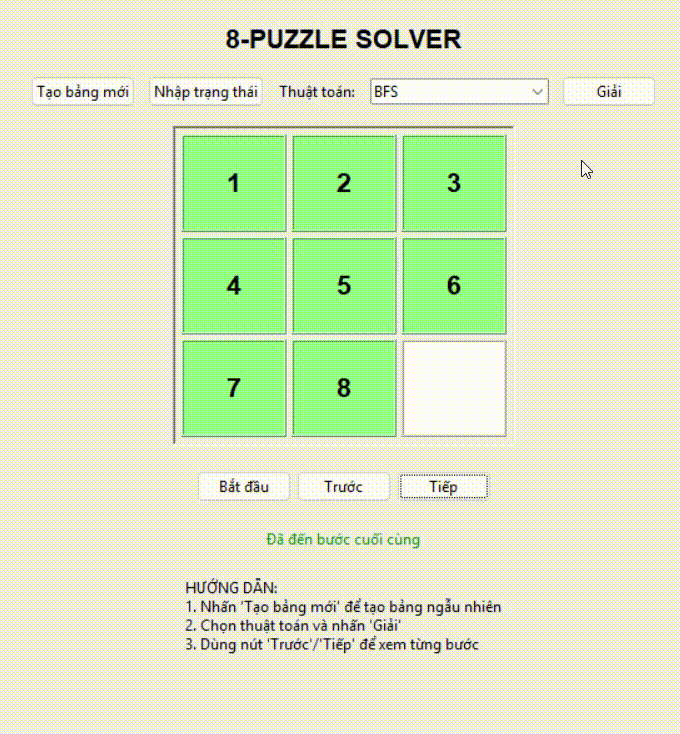 8-PUZZLE SOLVER
Tạo bảng mới Nhập trạng thái Thuật toán: BFS Giải
1 2 3
4 5 6
7 8
Bắt đầu Trước Tiếp
Đã đến bước cuối cùng
HƯỚNG DẪN:
1. Nhấn 'Tạo bảng mới' để tạo bảng ngẫu nhiên
2. Chọn thuật toán và nhấn 'Giải'
3. Dùng nút 'Trước'/'Tiếp' để xem từng bước